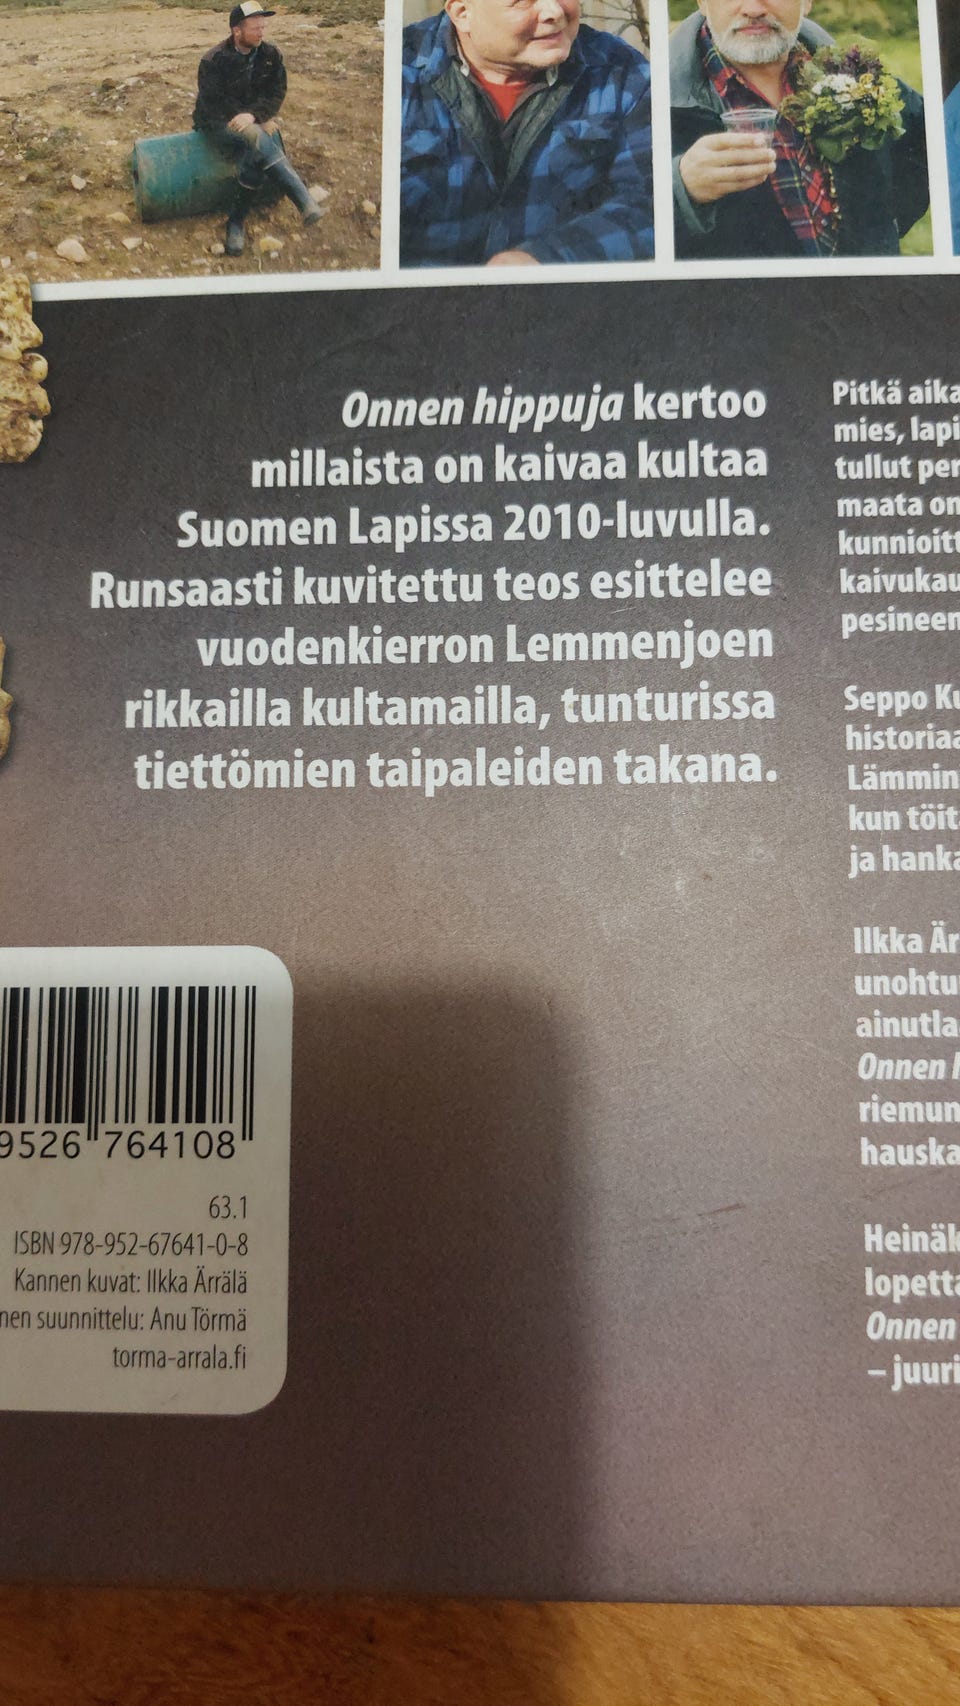 Onnen hippuja kertoo
millaista on kaivaa kultaa
Suomen Lapissa 2010-luvulla.
Runsaasti kuvitettu teos esittelee
vuodenkierron Lemmenjoen
rikkailla kultamailla, tunturissa
tiettömien taipaleiden takana.
9526 764108
63.1
ISBN 978-952-67641-0-8
Kannen kuvat: Ilkka Ärrälä
nen suunnittelu: Anu Törmä
torma-arrala.fi
Pitkä aika
mies, lapi
tullut per
maata on
kunnioitt
kaivukau
pesineen
Seppo Ku
historiaa
Lämmin
kun töit
ja hanka
Ilkka Är
unohtu
ainutla
Onnen
riemun
hauska
Heinäk
lopetta
Onnen
– juuri